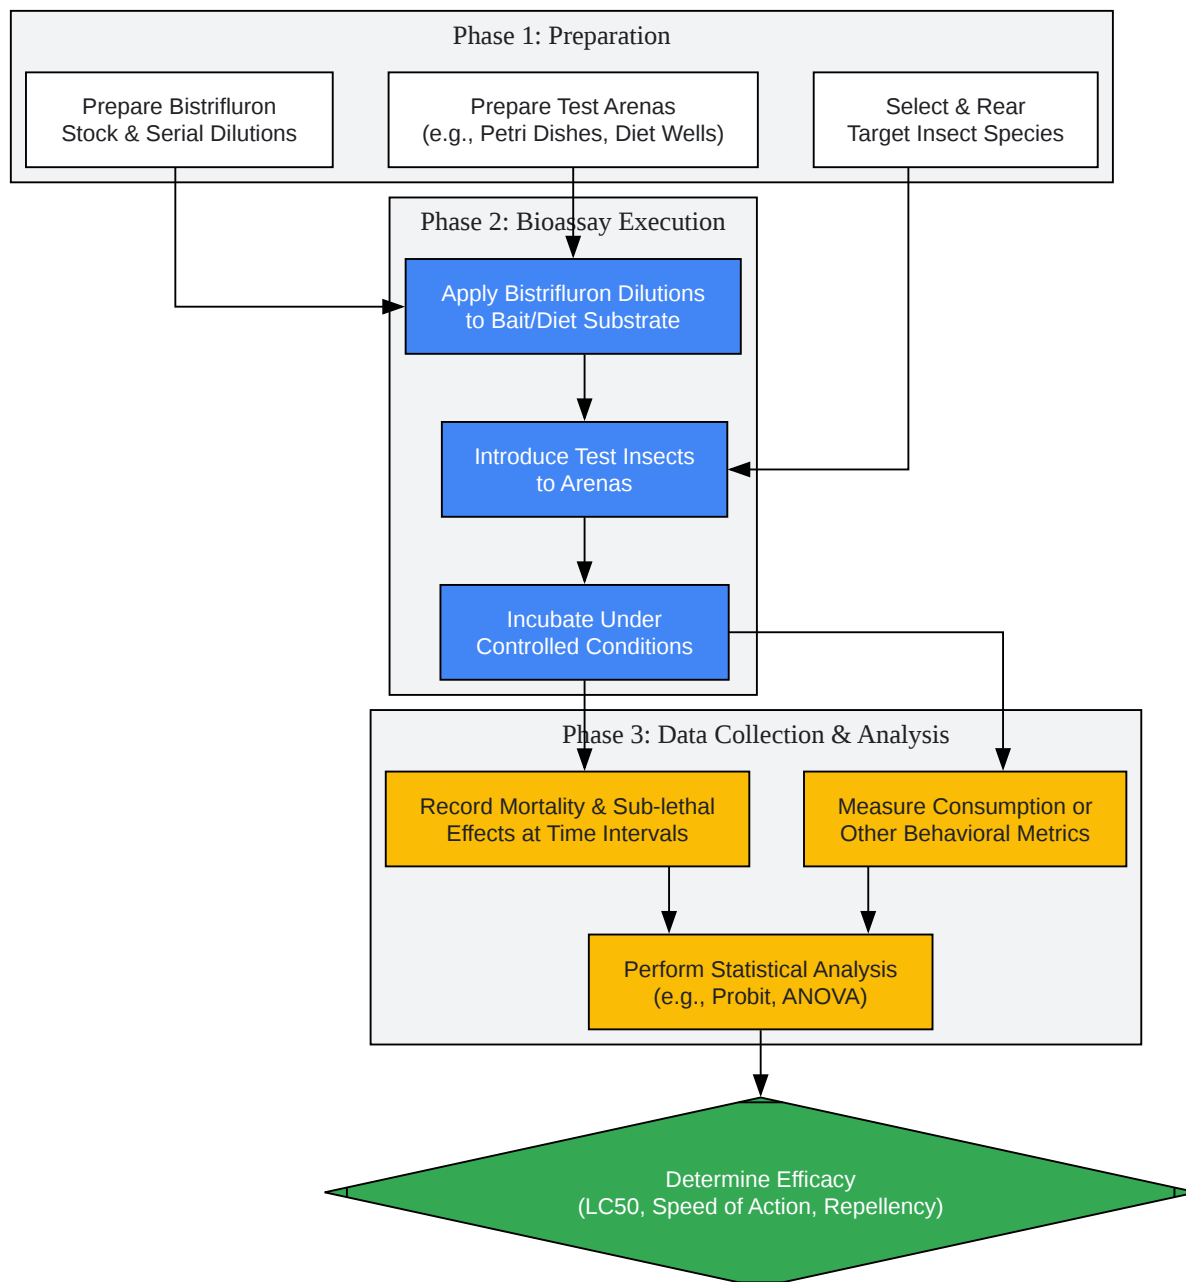 Phase 1: Preparation
Prepare Bistrifluron
Stock & Serial Dilutions
Prepare Test Arenas
(e.g., Petri Dishes, Diet Wells)
Select & Rear
Target Insect Species
Phase 2: Bioassay Execution
Apply Bistrifluron Dilutions
to Bait/Diet Substrate
Introduce Test Insects
to Arenas
Incubate Under
Controlled Conditions
Phase 3: Data Collection & Analysis
Record Mortality & Sub-lethal
Effects at Time Intervals
Measure Consumption or
Other Behavioral Metrics
Perform Statistical Analysis
(e.g., Probit, ANOVA)
Determine Efficacy
(LC50, Speed of Action, Repellency)